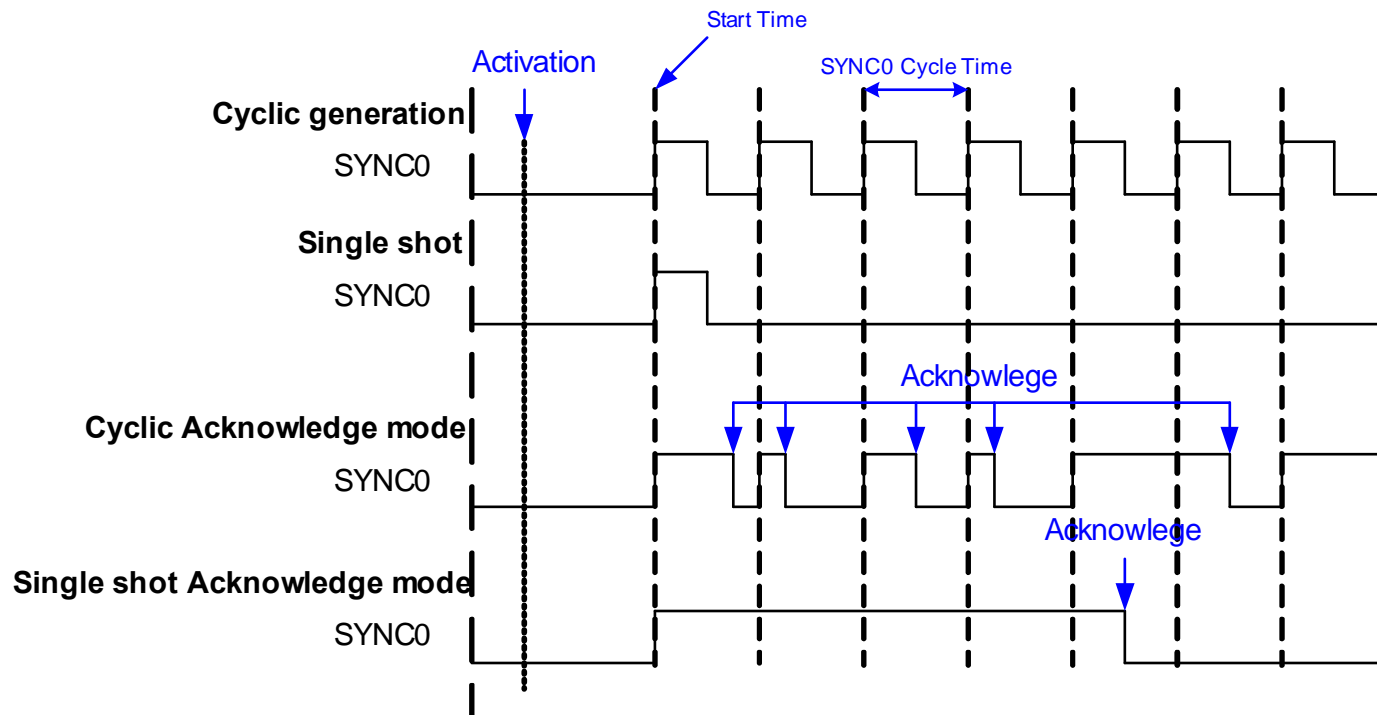 Start Time
Activation
SYNC0 Cycle Time
Cyclic generation
SYNC0
Single shot
SYNC0
Acknowlege
Cyclic Acknowledge mode
SYNC0
Acknowlege
Single shot Acknowledge mode
SYNC0